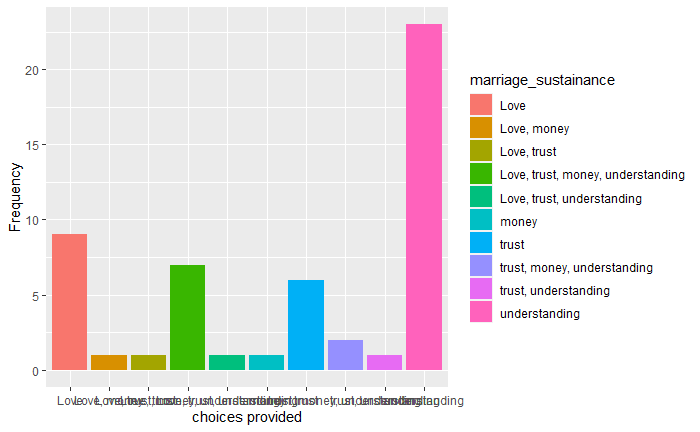 marriage_sustainance
Love
Love, money
Love, trust
Love, trust, money, understanding
Love, trust, understanding
money
trust
trust, money, understanding
trust, understanding
understanding
Frequency
20
15
10
5
0
Love
choices provided